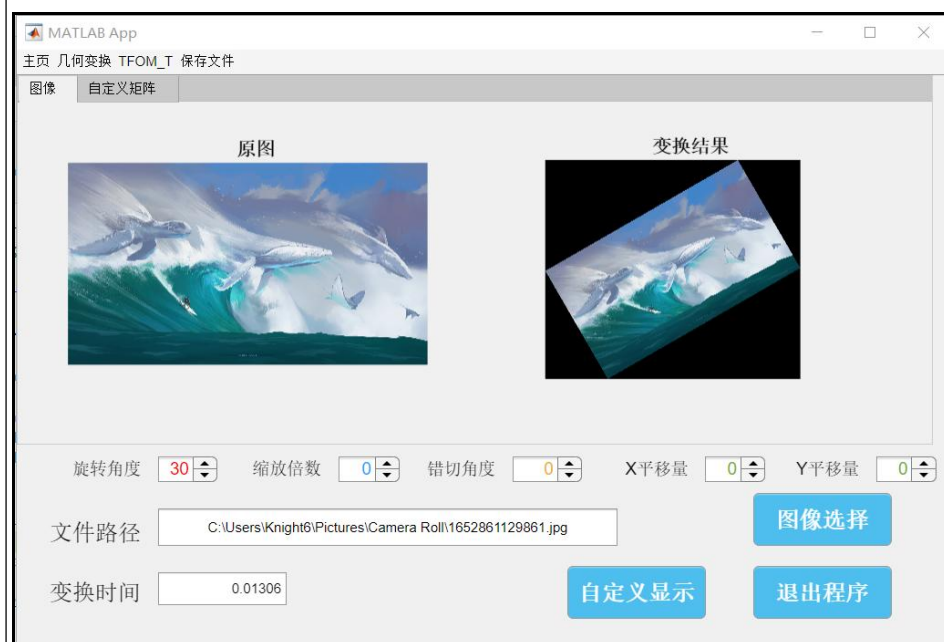 MATLAB App
主页 几何变换 TFOM_T 保存文件
图像 自定义矩阵
原图 变换结果
旋转角度 30 缩放倍数 0 错切角度 0 X平移量 0 Y平移量 0
文件路径 C:\Users\Knight6\Pictures\Camera Roll\1652861129861.jpg 图像选择
变换时间 0.01306 自定义显示 退出程序